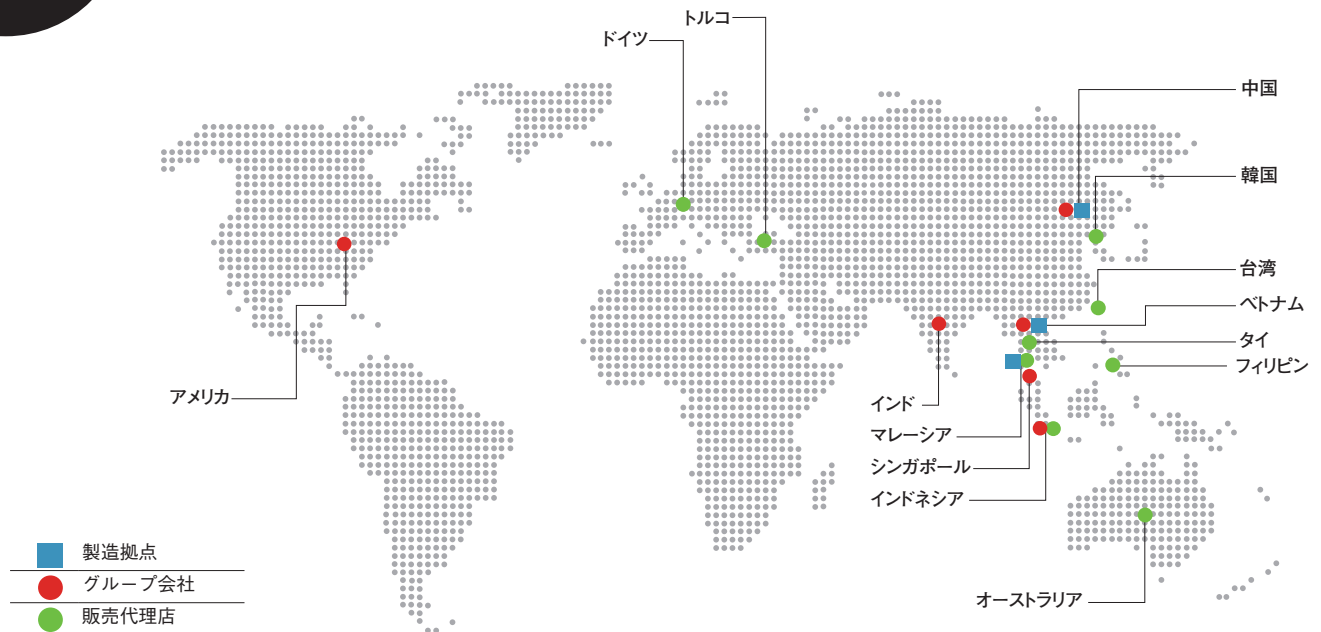 トルコ
ドイツ
中国
韓国
台湾
ベトナム
タイ
フィリピン
アメリカ
インド
マレーシア
シンガポール
インドネシア
オーストラリア
製造拠点
グループ会社
販売代理店